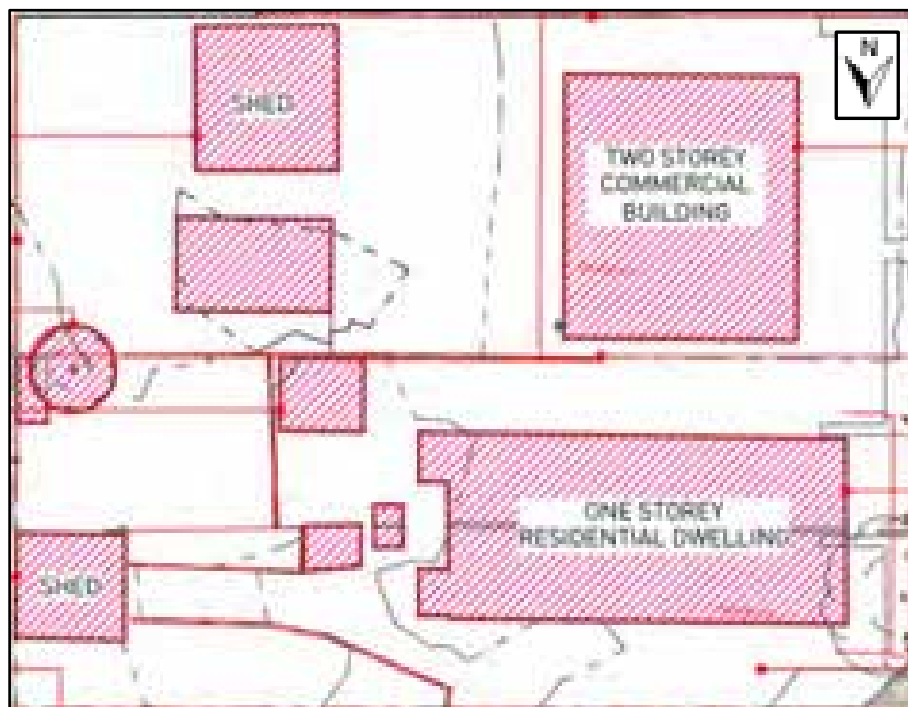 N
SHED
TWO STOREY
COMMERCIAL
BUILDING
ONE STOREY
RESIDENTIAL DWELLING
SHED